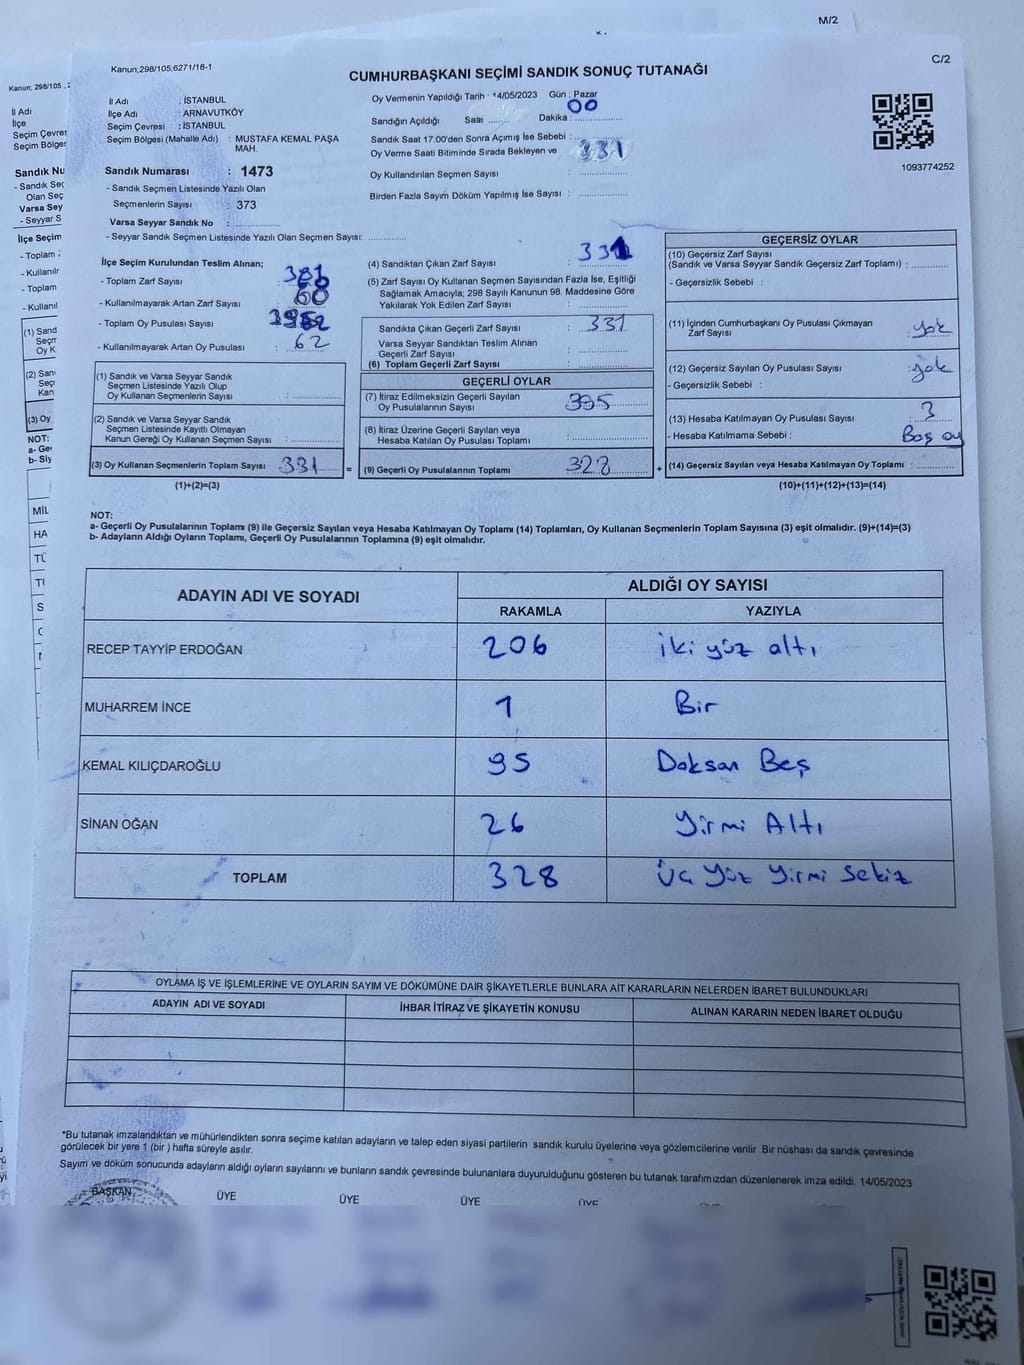 M/2
C/2
Kanun;298/105,6271/18-1
CUMHURBAŞKANI SEÇİMİ SANDIK SONUÇ TUTANAĞI
İl Adı : İSTANBUL
İlçe Adı : ARNAVUTKÖY
Seçim Çevresi : İSTANBUL
Seçim Bölgesi (Mahalle Adı) : MUSTAFA KEMAL PAŞA
MAH.
Sandık Numarası : 1473
- Sandık Seçmen Listesinde Yazılı Olan
Seçmenlerin Sayısı : 373
Varsa Seyyar Sandık No :
- Seyyar Sandık Seçmen Listesinde Yazılı Olan Seçmen Sayısı:
Oy Vermenin Yapıldığı Tarih : 14/05/2023 Gün : Pazar
Sandığın Açıldığı Saat Dakika : 00
Sandık Saat 17.00'den Sonra Açımış İse Sebebi :
Oy Verme Saati Bitiminde Sırada Bekleyen ve 331
Oy Kullandırılan Seçmen Sayısı :
Birden Fazla Sayım Döküm Yapılmış İse Sayısı :
1093774252
İlçe Seçim Kurulundan Teslim Alınan;
- Toplam Zarf Sayısı :
- Kullanılmayarak Artan Zarf Sayısı :
- Toplam Oy Pusulası Sayısı :
- Kullanılmayarak Artan Oy Pusulası : 62
(4) Sandıktan Çıkan Zarf Sayısı : 331
(5) Zarf Sayısı Oy Kullanan Seçmen Sayısından Fazla İse, Eşitliği
Sağlamak Amacıyla; 298 Sayılı Kanunun 98. Maddesine Göre
Yakılarak Yok Edilen Zarf Sayısı :
Sandıkta Çıkan Geçerli Zarf Sayısı : 331
Varsa Seyyar Sandıktan Teslim Alınan
Geçerli Zarf Sayısı :
(6) Toplam Geçerli Zarf Sayısı :
GEÇERSİZ OYLAR
(10) Geçersiz Zarf Sayısı
(Sandık ve Varsa Seyyar Sandık Geçersiz Zarf Toplamı) :
- Geçersizlik Sebebi :
(11) İçinden Cumhurbaşkanı Oy Pusulası Çıkmayan
Zarf Sayısı : yok
(12) Geçersiz Sayılan Oy Pusulası Sayısı : yok
- Geçersizlik Sebebi :
(13) Hesaba Katılmayan Oy Pusulası Sayısı : 3
- Hesaba Katılmama Sebebi : Boş oy
(14) Geçersiz Sayılan veya Hesaba Katılmayan Oy Toplamı :
(10)+(11)+(12)+(13)=(14)
(1) Sandık ve Varsa Seyyar Sandık
Seçmen Listesinde Yazılı Olup
Oy Kullanan Seçmenlerin Sayısı :
(2) Sandık ve Varsa Seyyar Sandık
Seçmen Listesinde Kayıtlı Olmayan
Kanun Gereği Oy Kullanan Seçmen Sayısı :
(3) Oy Kullanan Seçmenlerin Toplam Sayısı : 331 =
(1)+(2)=(3)
GEÇERLİ OYLAR
(7) İtiraz Edilmeksizin Geçerli Sayılan
Oy Pusulalarının Sayısı :
(8) İtiraz Üzerine Geçerli Sayılan veya
Hesaba Katılan Oy Pusulası Toplamı :
(9) Geçerli Oy Pusulalarının Toplamı : 328 +
NOT:
a- Geçerli Oy Pusulalarının Toplamı (9) ile Geçersiz Sayılan veya Hesaba Katılmayan Oy Toplamı (14) Toplamları, Oy Kullanan Seçmenlerin Toplam Sayısına (3) eşit olmalıdır. (9)+(14)=(3)
b- Adayların Aldığı Oyların Toplamı, Geçerli Oy Pusulalarının Toplamına (9) eşit olmalıdır.
ADAYIN ADI VE SOYADI ALDIĞI OY SAYISI
RAKAMLA YAZIYLA
RECEP TAYYİP ERDOĞAN 206 iki yüz altı
MUHARREM İNCE 1 Bir
KEMAL KILIÇDAROĞLU 95 Doksan Beş
SİNAN OĞAN 26 Yirmi Altı
TOPLAM 328 Üç Yüz Yirmi Sekiz
OYLAMA İŞ VE İŞLEMLERİNE VE OYLARIN SAYIM VE DÖKÜMÜNE DAİR ŞİKAYETLERLE BUNLARA AİT KARARLARIN NELERDEN İBARET BULUNDUKLARI
ADAYIN ADI VE SOYADI İHBAR İTİRAZ VE ŞİKAYETİN KONUSU ALINAN KARARIN NEDEN İBARET OLDUĞU
*Bu tutanak imzalandıktan ve mühürlendikten sonra seçime katılan adayların ve talep eden siyasi partilerin sandık kurulu üyelerine veya gözlemcilerine verilir. Bir nüshası da sandık çevresinde
görülecek bir yere 1 (bir ) hafta süreyle asılır.
Sayım ve döküm sonucunda adayların aldığı oyların sayılarını ve bunların sandık çevresinde bulunanlara duyurulduğunu gösteren bu tutanak tarafımızdan düzenlenerek imza edildi. 14/05/2023
BAŞKAN ÜYE ÜYE ÜYE ÜYE